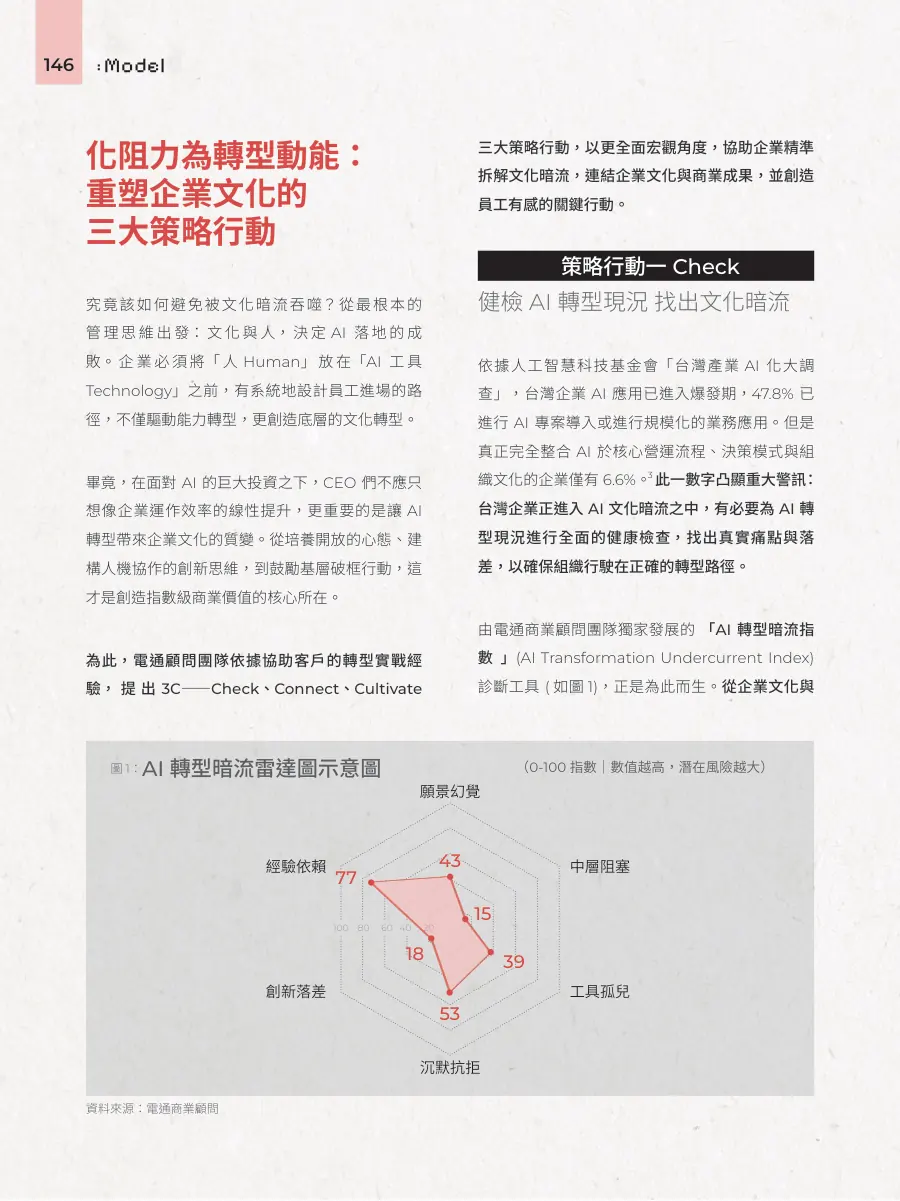 146 :Model
化阻力為轉型動能：
重塑企業文化的
三大策略行動
究竟該如何避免被文化暗流吞噬？從最根本的
管理思維出發：文化與人，決定 AI 落地的成
敗。企業必須將「人 Human」放在「AI 工具
Technology」之前，有系統地設計員工進場的路
徑，不僅驅動能力轉型，更創造底層的文化轉型。
畢竟，在面對 AI 的巨大投資之下，CEO 們不應只
想像企業運作效率的線性提升，更重要的是讓 AI
轉型帶來企業文化的質變。從培養開放的心態、建
構人機協作的創新思維，到鼓勵基層破框行動，這
才是創造指數級商業價值的核心所在。
為此，電通顧問團隊依據協助客戶的轉型實戰經
驗，提出 3C——Check、Connect、Cultivate
三大策略行動，以更全面宏觀角度，協助企業精準
拆解文化暗流，連結企業文化與商業成果，並創造
員工有感的關鍵行動。
策略行動一 Check
健檢 AI 轉型現況 找出文化暗流
依據人工智慧科技基金會「台灣產業 AI 化大調
查」，台灣企業 AI 應用已進入爆發期，47.8% 已
進行 AI 專案導入或進行規模化的業務應用。但是
真正完全整合 AI 於核心營運流程、決策模式與組
織文化的企業僅有 6.6%。³ 此一數字凸顯重大警訊：
台灣企業正進入 AI 文化暗流之中，有必要為 AI 轉
型現況進行全面的健康檢查，找出真實痛點與落
差，以確保組織行駛在正確的轉型路徑。
由電通商業顧問團隊獨家發展的 「AI 轉型暗流指
數 」(AI Transformation Undercurrent Index)
診斷工具 ( 如圖 1)，正是為此而生。從企業文化與
圖 1：AI 轉型暗流雷達圖示意圖
（0-100 指數｜數值越高，潛在風險越大）
願景幻覺
經驗依賴
中層阻塞
77
43
15
100 80 60 40 20
18
39
創新落差
工具孤兒
53
沉默抗拒
資料來源：電通商業顧問